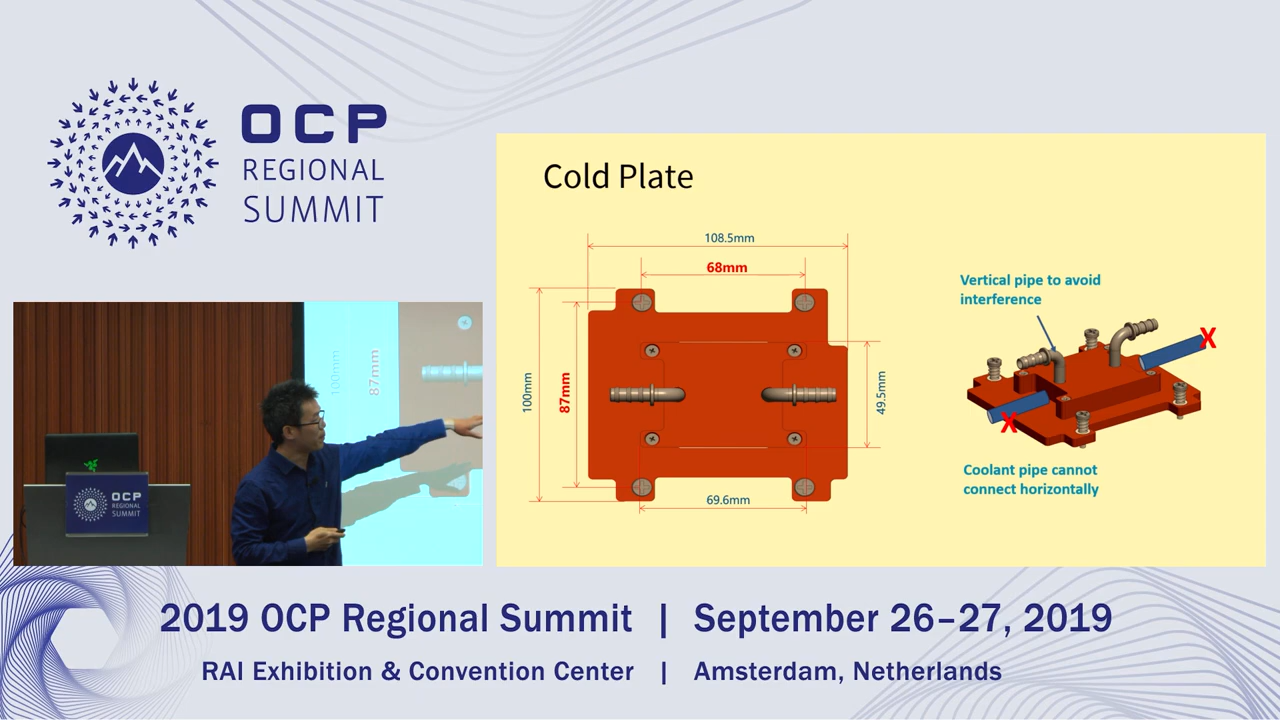 OCP
REGIONAL
SUMMIT
Cold Plate
108.5mm
68mm
100mm
87mm
49.5mm
69.6mm
Vertical pipe to avoid
interference
X
X
Coolant pipe cannot
connect horizontally
100mm
87mm
OCP
REGIONAL
SUMMIT
2019 OCP Regional Summit | September 26–27, 2019
RAI Exhibition & Convention Center | Amsterdam, Netherlands